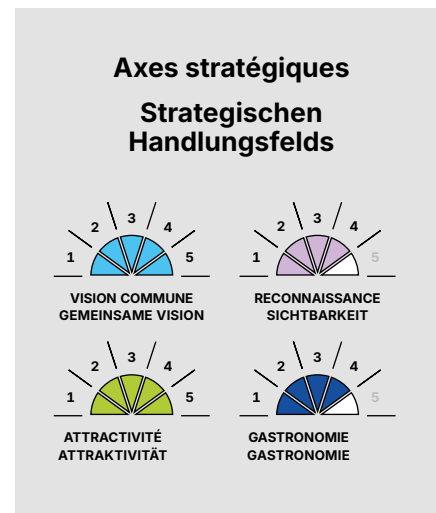 Axes stratégiques
Strategischen
Handlungsfelds
1 2 3 4 5
VISION COMMUNE
GEMEINSAME VISION
1 2 3 4 5
RECONNAISSANCE
SICHTBARKEIT
1 2 3 4 5
ATTRACTIVITÉ
ATTRAKTIVITÄT
1 2 3 4 5
GASTRONOMIE
GASTRONOMIE